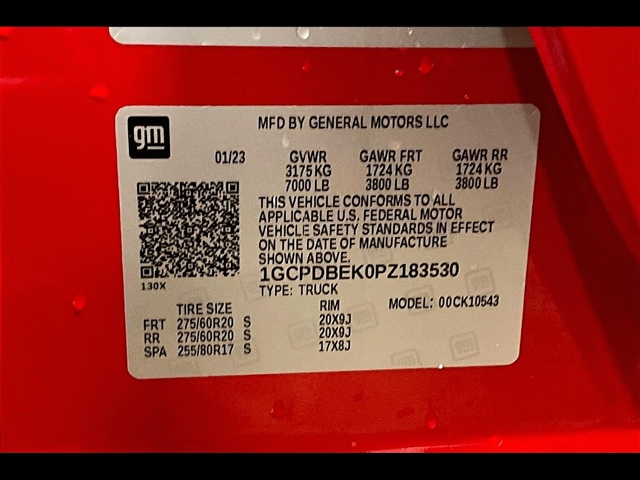 gm
MFD BY GENERAL MOTORS LLC
01/23 GVWR GAWR FRT GAWR RR
3175 KG 1724 KG 1724 KG
7000 LB 3800 LB 3800 LB
THIS VEHICLE CONFORMS TO ALL
APPLICABLE U.S. FEDERAL MOTOR
VEHICLE SAFETY STANDARDS IN EFFECT
ON THE DATE OF MANUFACTURE
SHOWN ABOVE.
1GCPDBEK0PZ183530
130X
TYPE: TRUCK
MODEL: 00CK10543
TIRE SIZE RIM
FRT 275/60R20 S 20X9J
RR 275/60R20 S 20X9J
SPA 255/80R17 S 17X8J